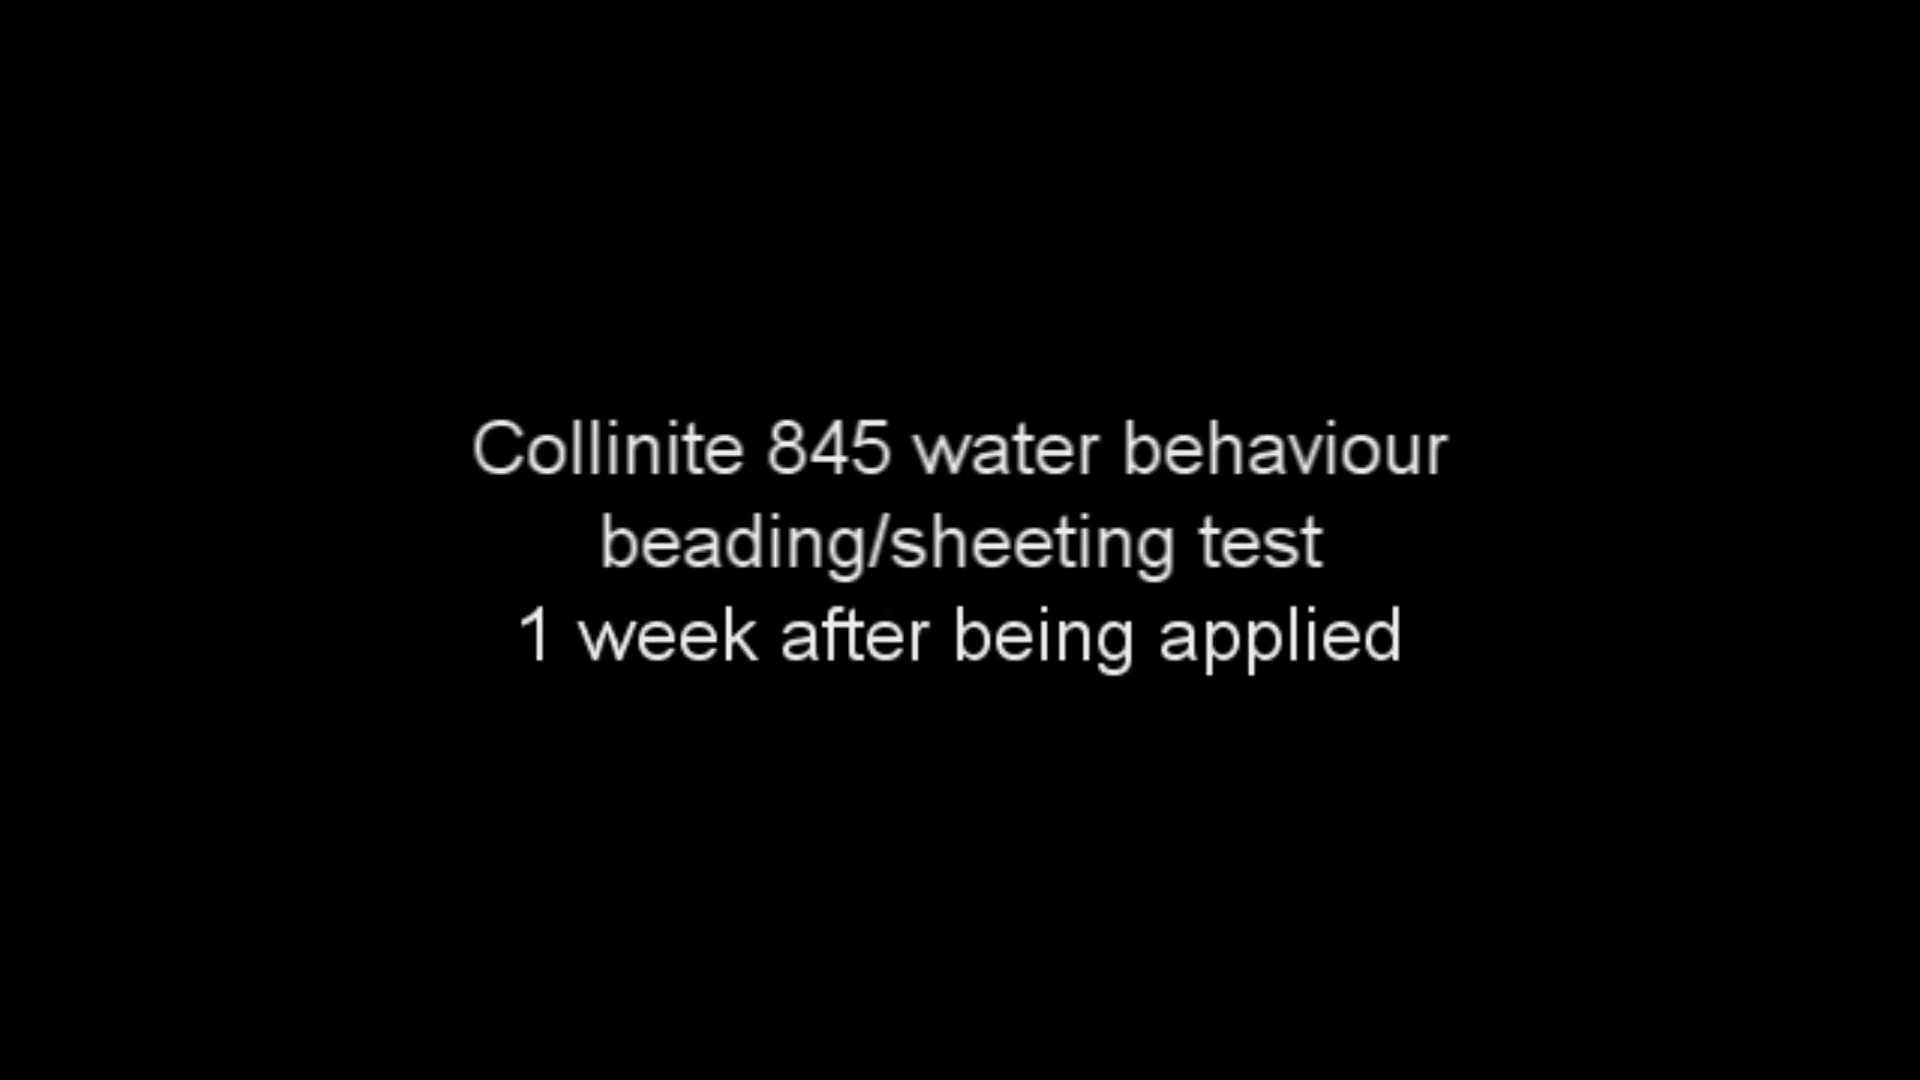 Collinite 845 water behaviour
beading/sheeting test
1 week after being applied